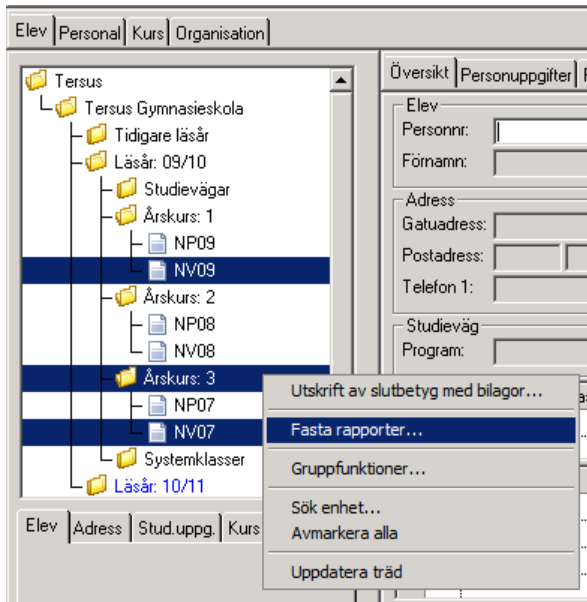 Elev Personal Kurs Organisation
Tersus
Tersus Gymnasieskola
Tidigare läsår
Läsår: 09/10
Studievägar
Årskurs: 1
NP09
NV09
Årskurs: 2
NP08
NV08
Årskurs: 3
NP07
NV07
Systemklasser
Läsår: 10/11
Elev Adress Stud.uppg. Kurs
Översikt Personuppgifter
Elev
Personnr:
Förnamn:
Adress
Gatuadress:
Postadress:
Telefon 1:
Studieväg
Program:
Utskrift av slutbetyg med bilagor...
Fasta rapporter...
Gruppfunktioner...
Sök enhet...
Avmarkera alla
Uppdatera träd